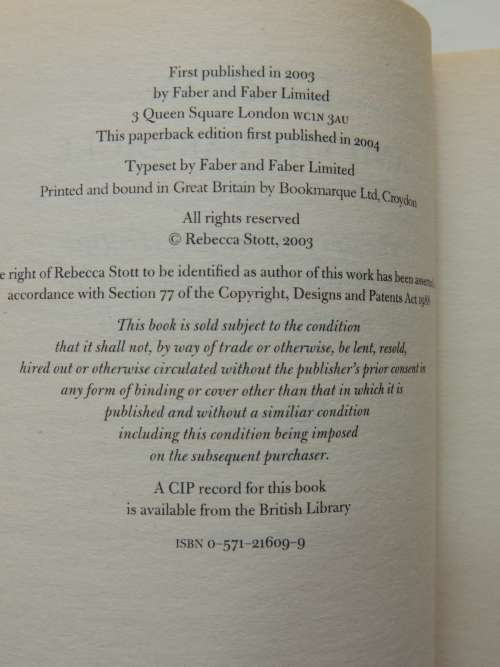 First published in 2003
by Faber and Faber Limited
3 Queen Square London WC1N 3AU
This paperback edition first published in 2004
Typeset by Faber and Faber Limited
Printed and bound in Great Britain by Bookmarque Ltd, Croydon
All rights reserved
© Rebecca Stott, 2003
right of Rebecca Stott to be identified as author of this work has been
accordance with Section 77 of the Copyright, Designs and Patents Act 1988
This book is sold subject to the condition
that it shall not, by way of trade or otherwise, be lent, resold,
hired out or otherwise circulated without the publisher's prior consent in
any form of binding or cover other than that in which it is
published and without a similiar condition
including this condition being imposed
on the subsequent purchaser.
A CIP record for this book
is available from the British Library
ISBN 0–571–21609–9